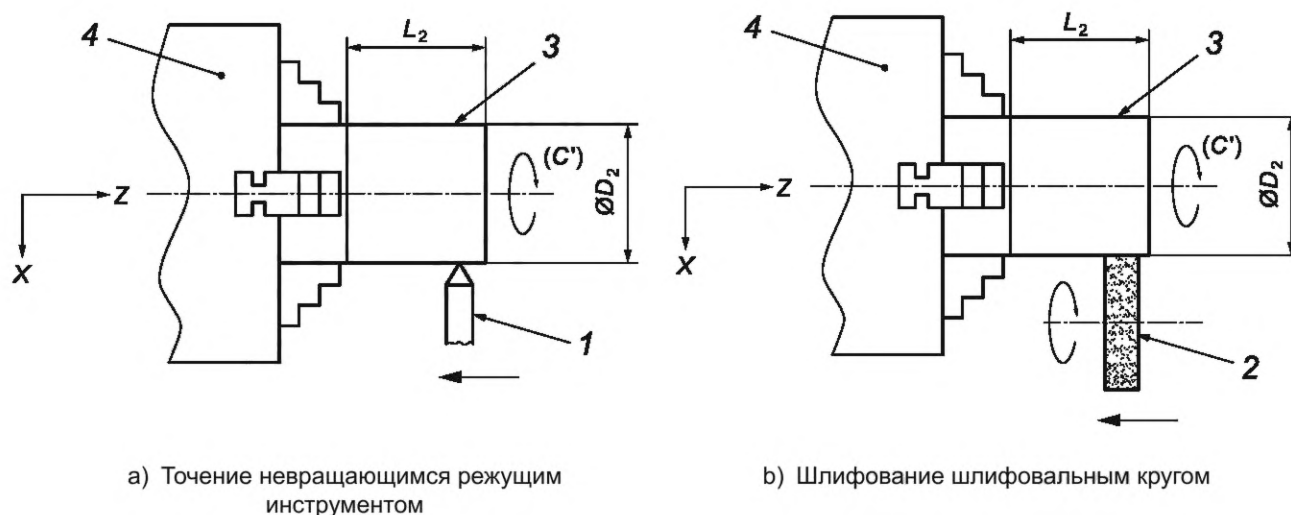 4
L₂
3
(C')
ØD₂
Z
X
1
a) Точение невращающимся режущим
инструментом
4
L₂
3
(C')
ØD₂
Z
X
2
b) Шлифование шлифовальным кругом